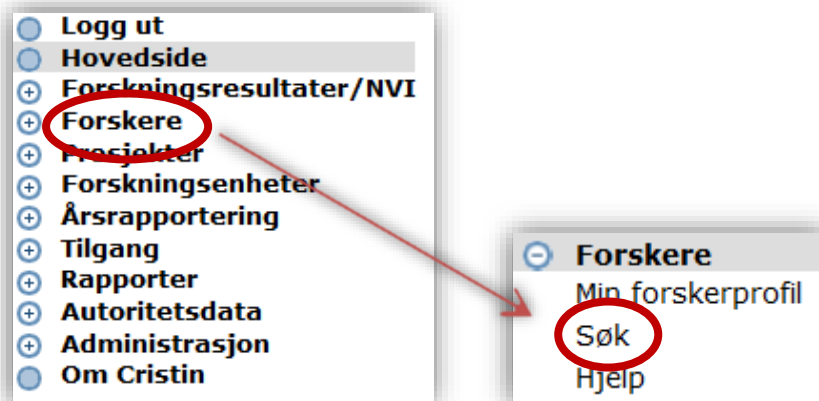 Logg ut
Hovedside
Forskningsresultater/NVI
Forskere
Prosjekter
Forskningsenheter
Årsrapportering
Tilgang
Rapporter
Autoritetsdata
Administrasjon
Om Cristin
Forskere
Min forskerprofil
Søk
Hjelp